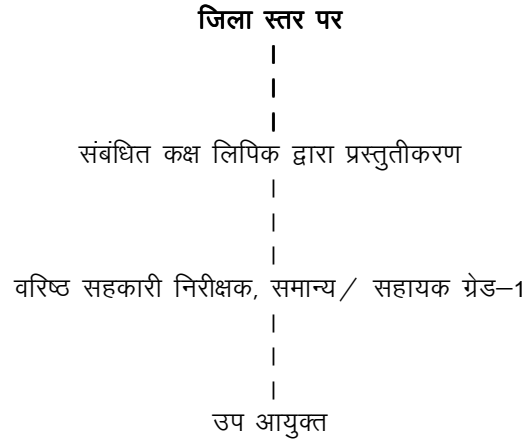 जिला स्तर पर
संबंधित कक्ष लिपिक द्वारा प्रस्तुतीकरण
वरिष्ठ सहकारी निरीक्षक, समान्य/ सहायक ग्रेड–1
उप आयुक्त